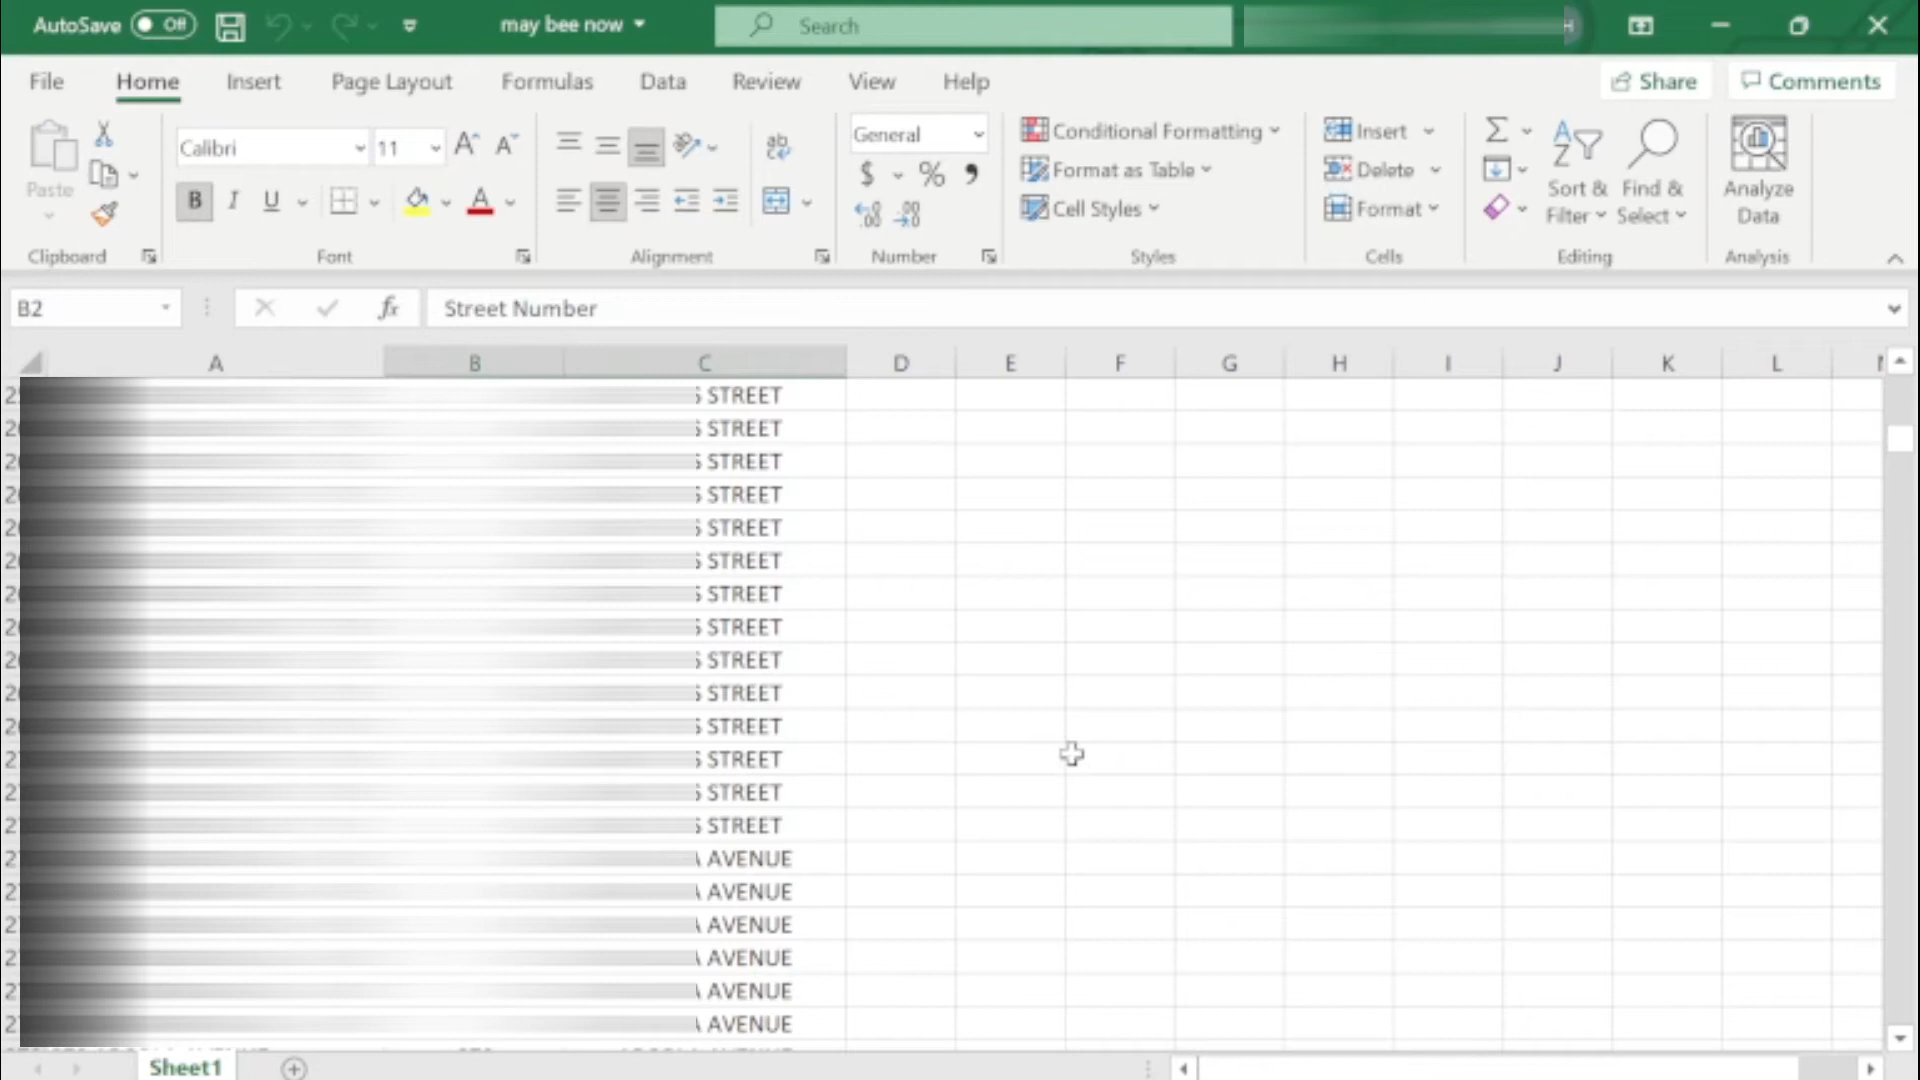 AutoSave Off may bee now Search
File Home Insert Page Layout Formulas Data Review View Help Share Comments
Paste
Clipboard
Calibri 11
B I U
Font
ab
Alignment
General
$ % 9
Number
Conditional Formatting
Format as Table
Cell Styles
Styles
Insert
Delete
Format
Cells
Sort & Filter
Find & Select
Editing
Analyze Data
Analysis
B2 fx Street Number
A B C D E F G H I J K L
STREET
STREET
STREET
STREET
STREET
STREET
STREET
STREET
STREET
STREET
STREET
STREET
STREET
STREET
AVENUE
AVENUE
AVENUE
AVENUE
AVENUE
AVENUE
Sheet1